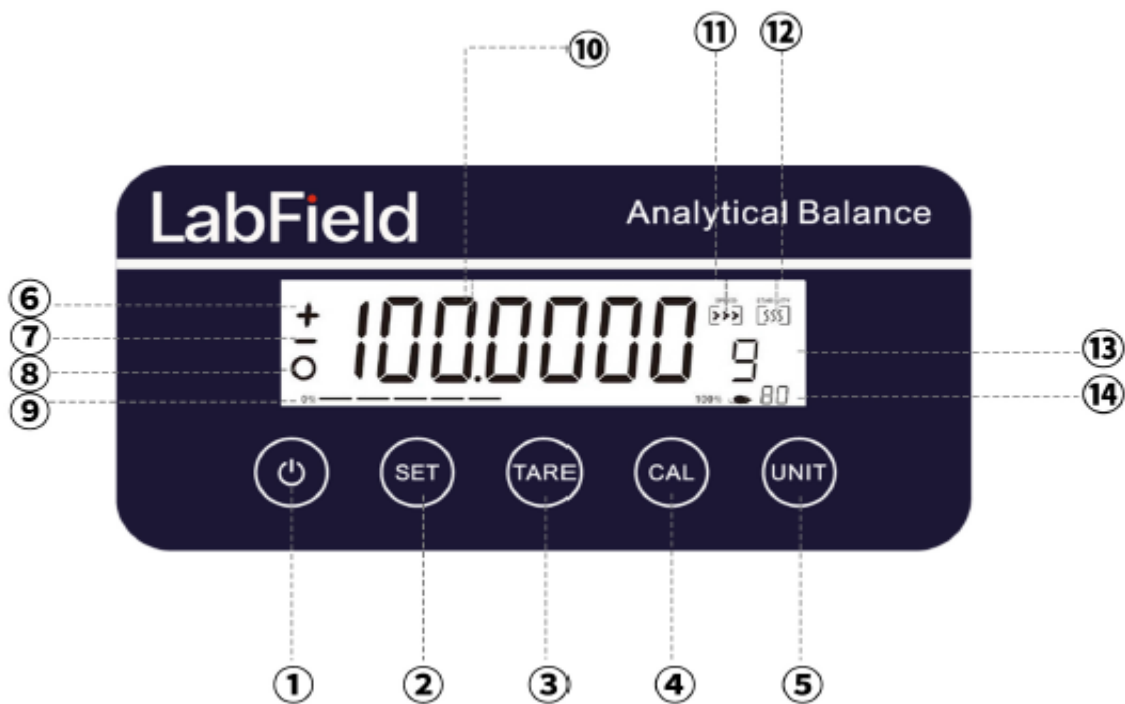 ⑪ ⑫
⑩
LabField Analytical Balance
⑥ + 100.0000 [>>>] STABILITY [SSS]
⑦ −
⑧ O g ⑬
⑨ 0% 100% 80 ⑭
SET TARE CAL UNIT
① ② ③ ④ ⑤